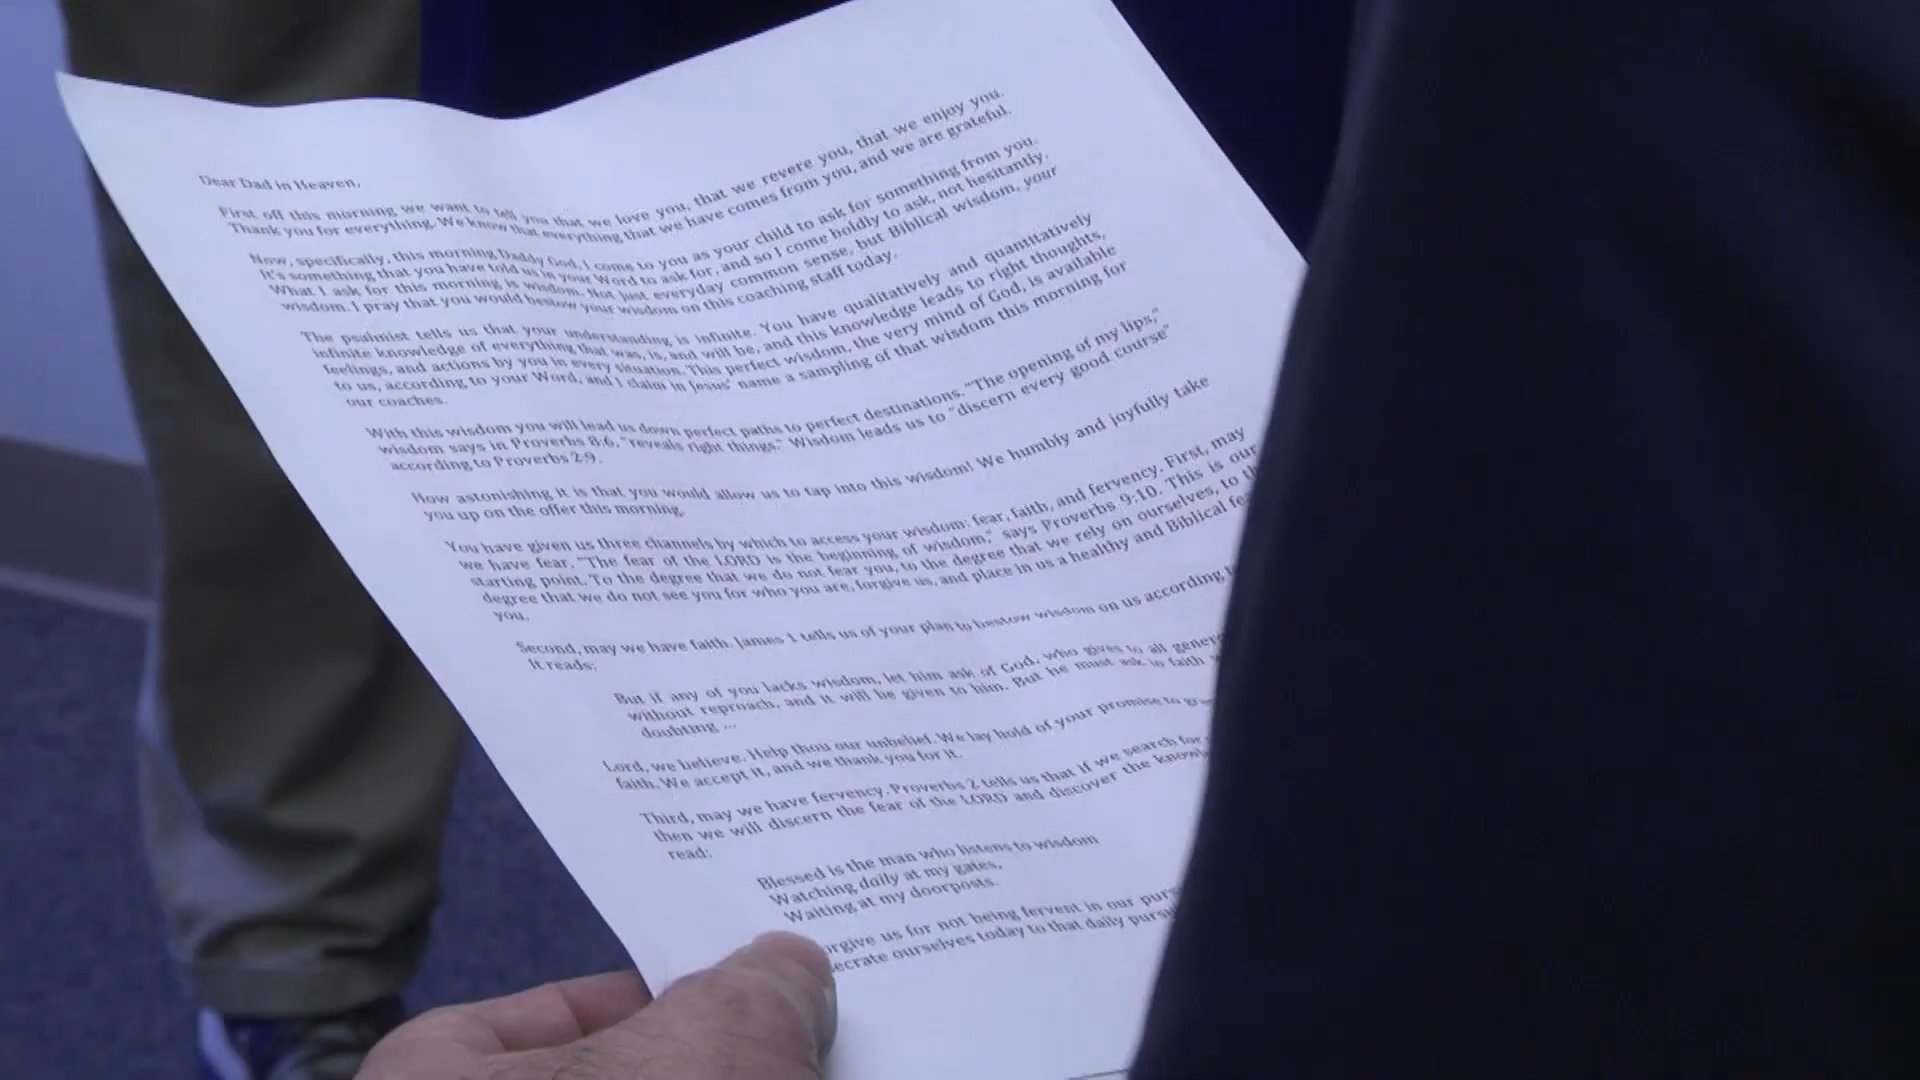 Dear Dad in Heaven,
First off this morning we want to tell you that we love you, that we revere you, that we enjoy you.
Thank you for everything. We know that everything that we have comes from you, and we are grateful.
Now, specifically, this morning Daddy God, I come to you as your child to ask for something from you.
It's something that you have told us in your Word to ask for, and so I come boldly to ask, not hesitantly.
What I ask for this morning is wisdom. Not just everyday common sense, but Biblical wisdom, your
wisdom. I pray that you would bestow your wisdom on this coaching staff today.
The psalmist tells us that your understanding is infinite. You have qualitatively and quantitatively
infinite knowledge of everything that was, is, and will be, and this knowledge leads to right thoughts,
feelings, and actions by you in every situation. This perfect wisdom, the very mind of God, is available
to us, according to your Word, and I claim in Jesus' name a sampling of that wisdom this morning for
our coaches.
With this wisdom you will lead us down perfect paths to perfect destinations. "The opening of my lips,"
wisdom says in Proverbs 8:6, "reveals right things." Wisdom leads us to "discern every good course"
according to Proverbs 2:9.
How astonishing it is that you would allow us to tap into this wisdom! We humbly and joyfully take
you up on the offer this morning.
You have given us three channels by which to access your wisdom: fear, faith, and fervency. First, may
we have fear. "The fear of the LORD is the beginning of wisdom," says Proverbs 9:10. This is our
starting point. To the degree that we do not fear you, to the degree that we rely on ourselves, to th
degree that we do not see you for who you are, forgive us, and place in us a healthy and Biblical fea
you.
Second, may we have faith. James 1 tells us of your plan to bestow wisdom on us according
It reads:
But if any of you lacks wisdom, let him ask of God, who gives to all gener
without reproach, and it will be given to him. But he must ask in faith
doubting ...
Lord, we believe. Help thou our unbelief. We lay hold of your promise to
faith. We accept it, and we thank you for it.
Third, may we have fervency. Proverbs 2 tells us that if we search for
then we will discern the fear of the LORD and discover the knowl
read:
Blessed is the man who listens to wisdom
Watching daily at my gates,
Waiting at my doorposts.
orgive us for not being fervent in our purs
ecrate ourselves today to that daily pursu